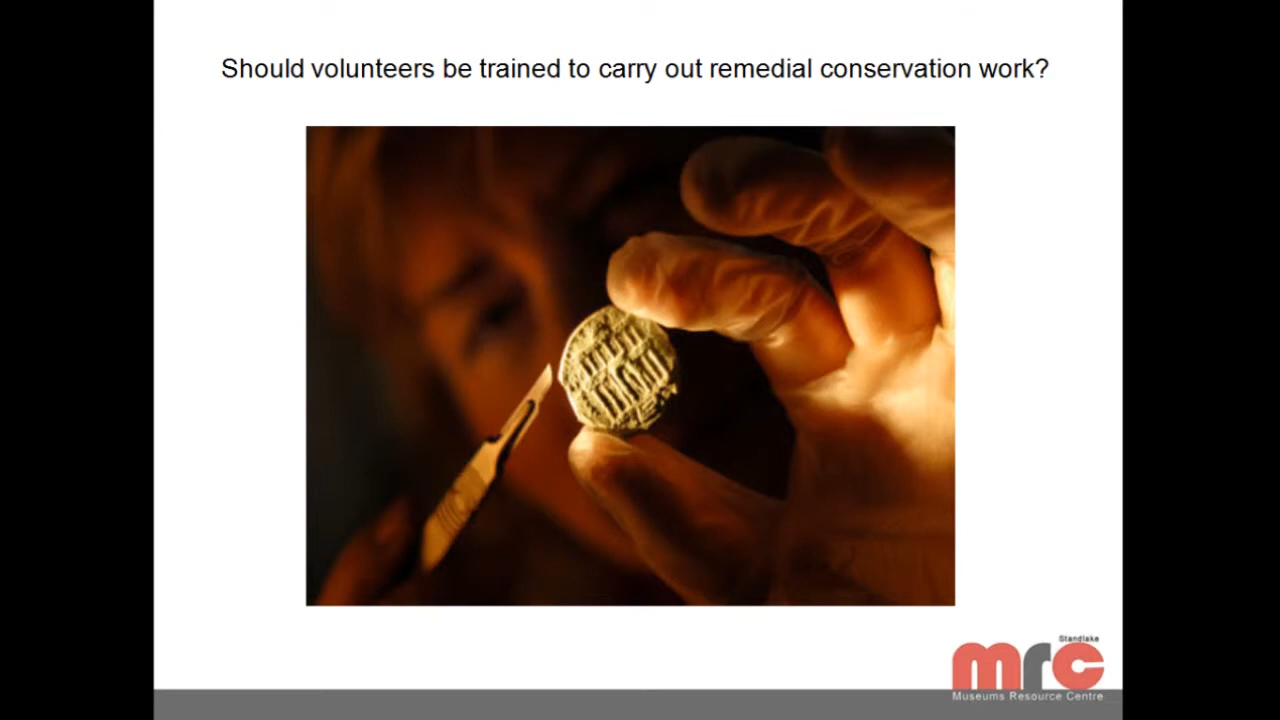 Should volunteers be trained to carry out remedial conservation work?
Standlake
mrc
Museums Resource Centre